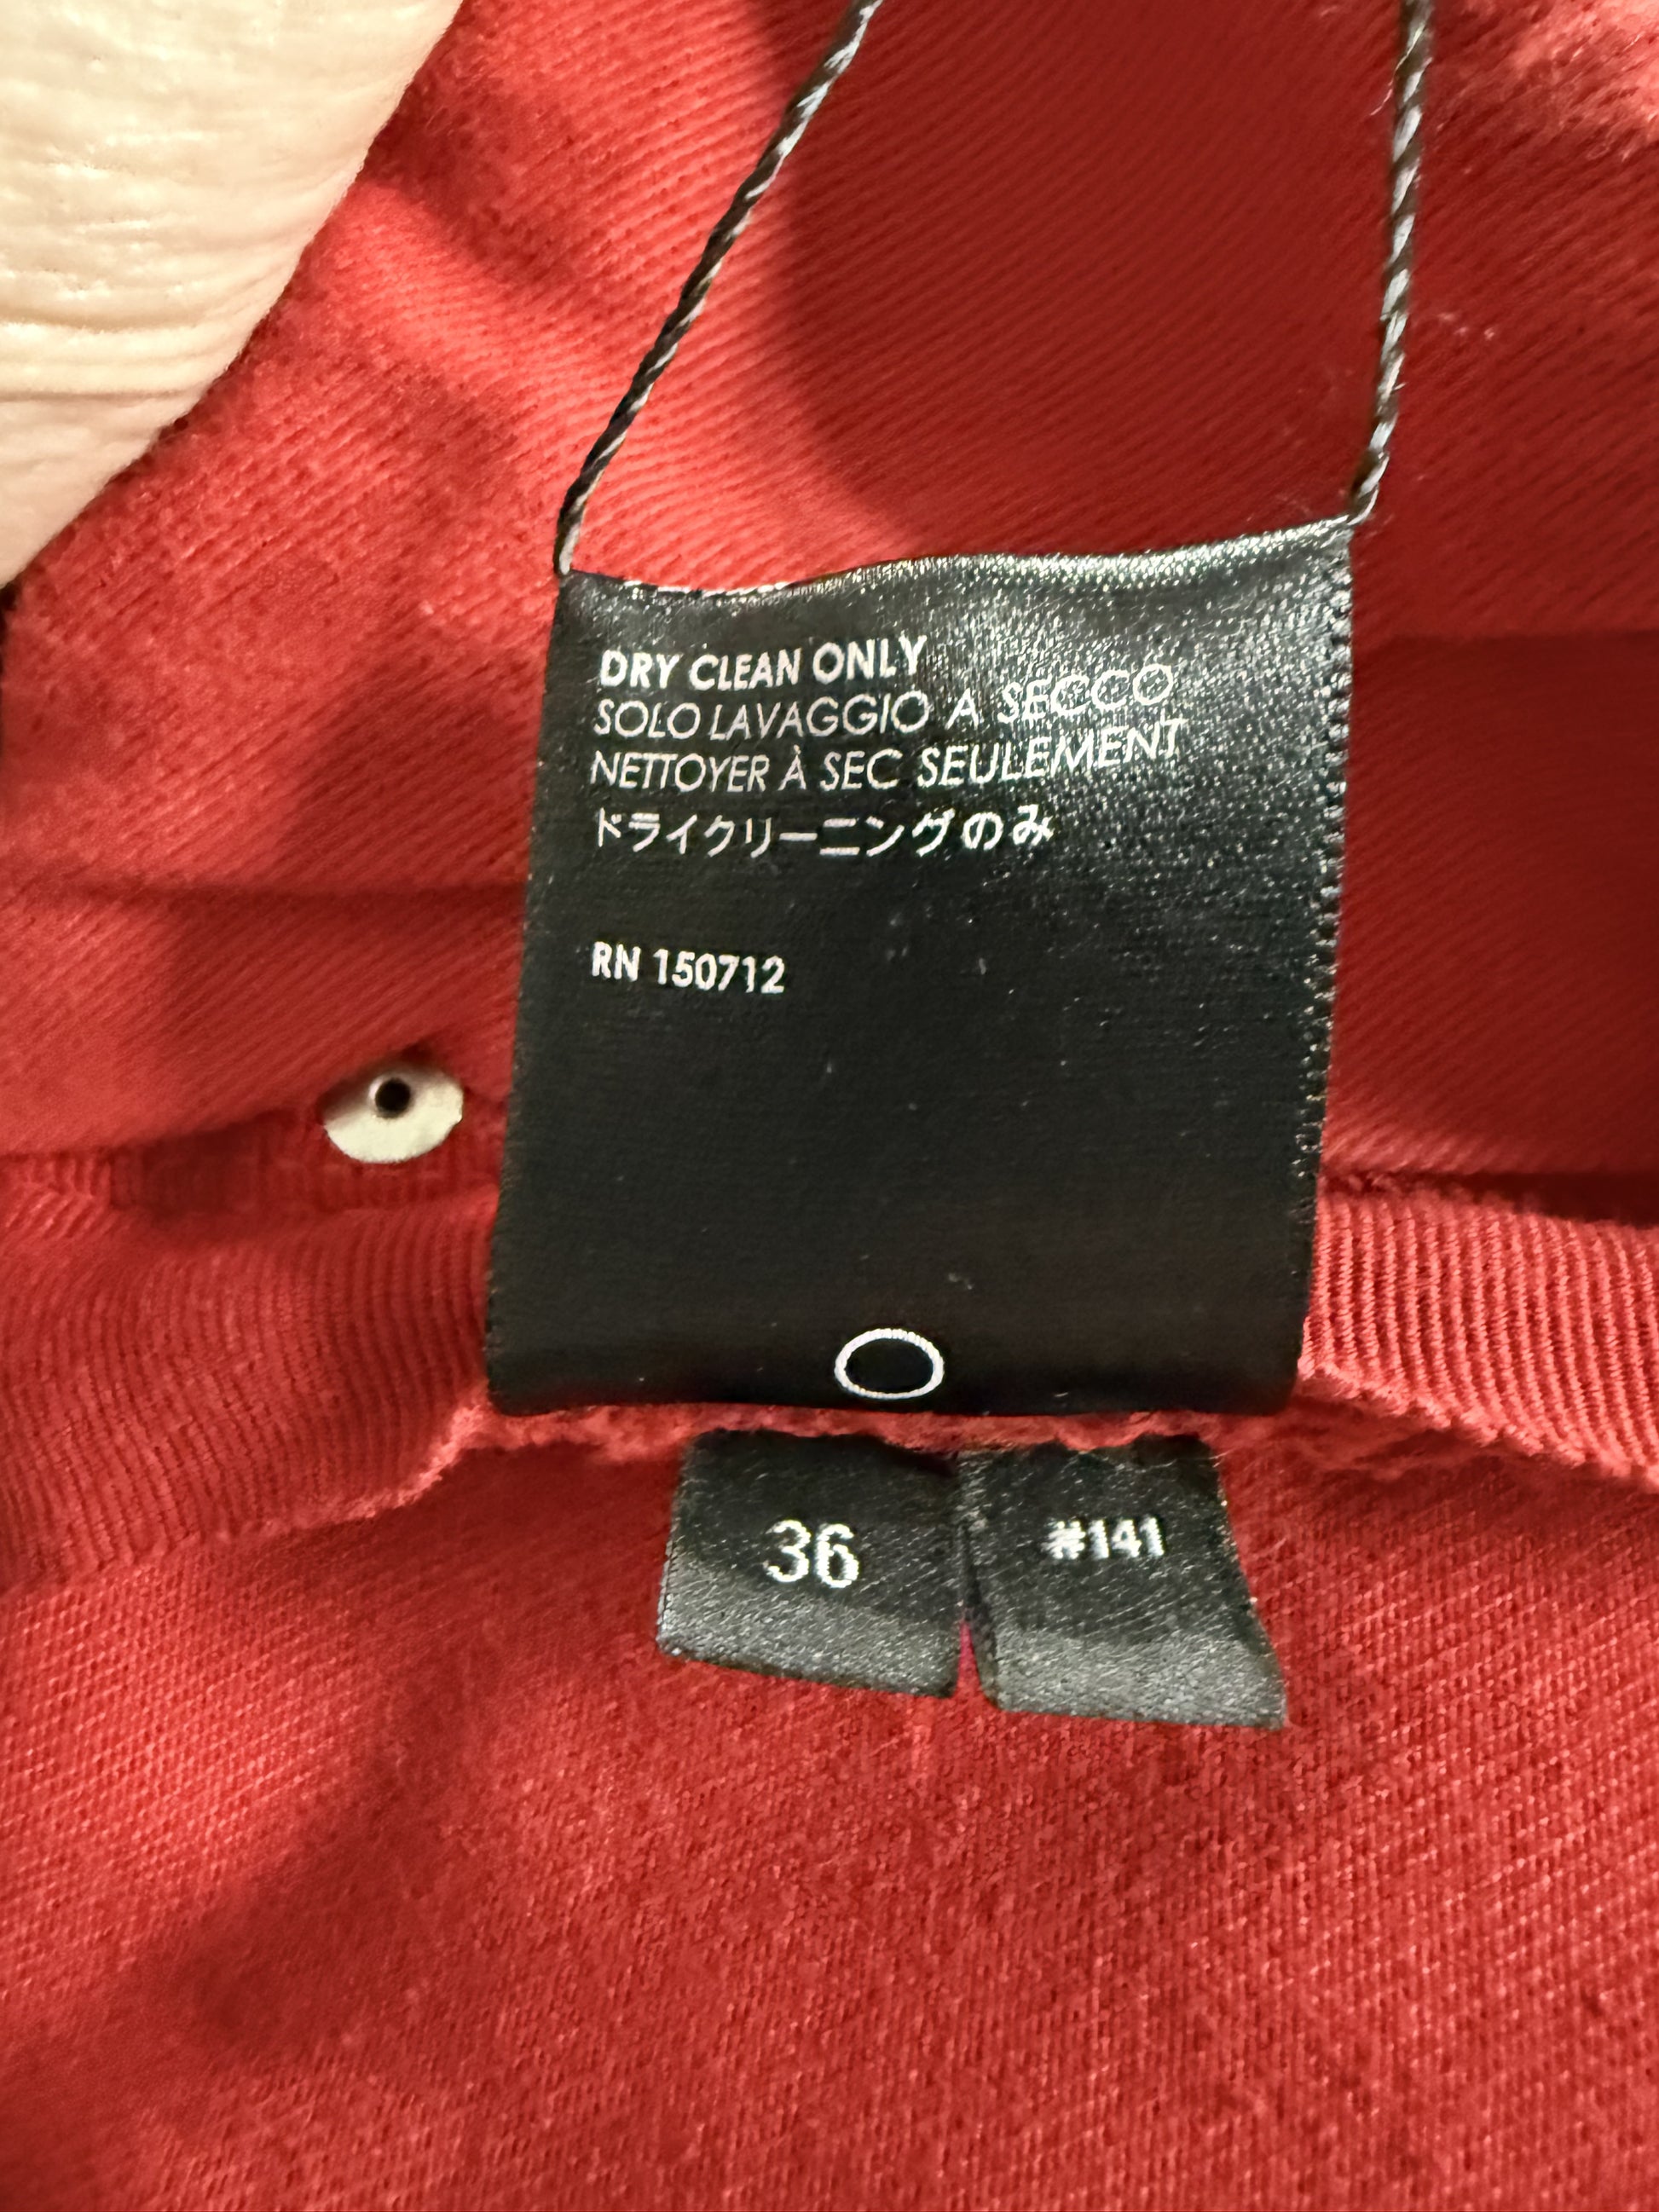 DRY CLEAN ONLY
SOLO LAVAGGIO A SECCO
NETTOYER À SEC SEULEMENT
ドライクリーニングのみ
RN 150712
36
#141